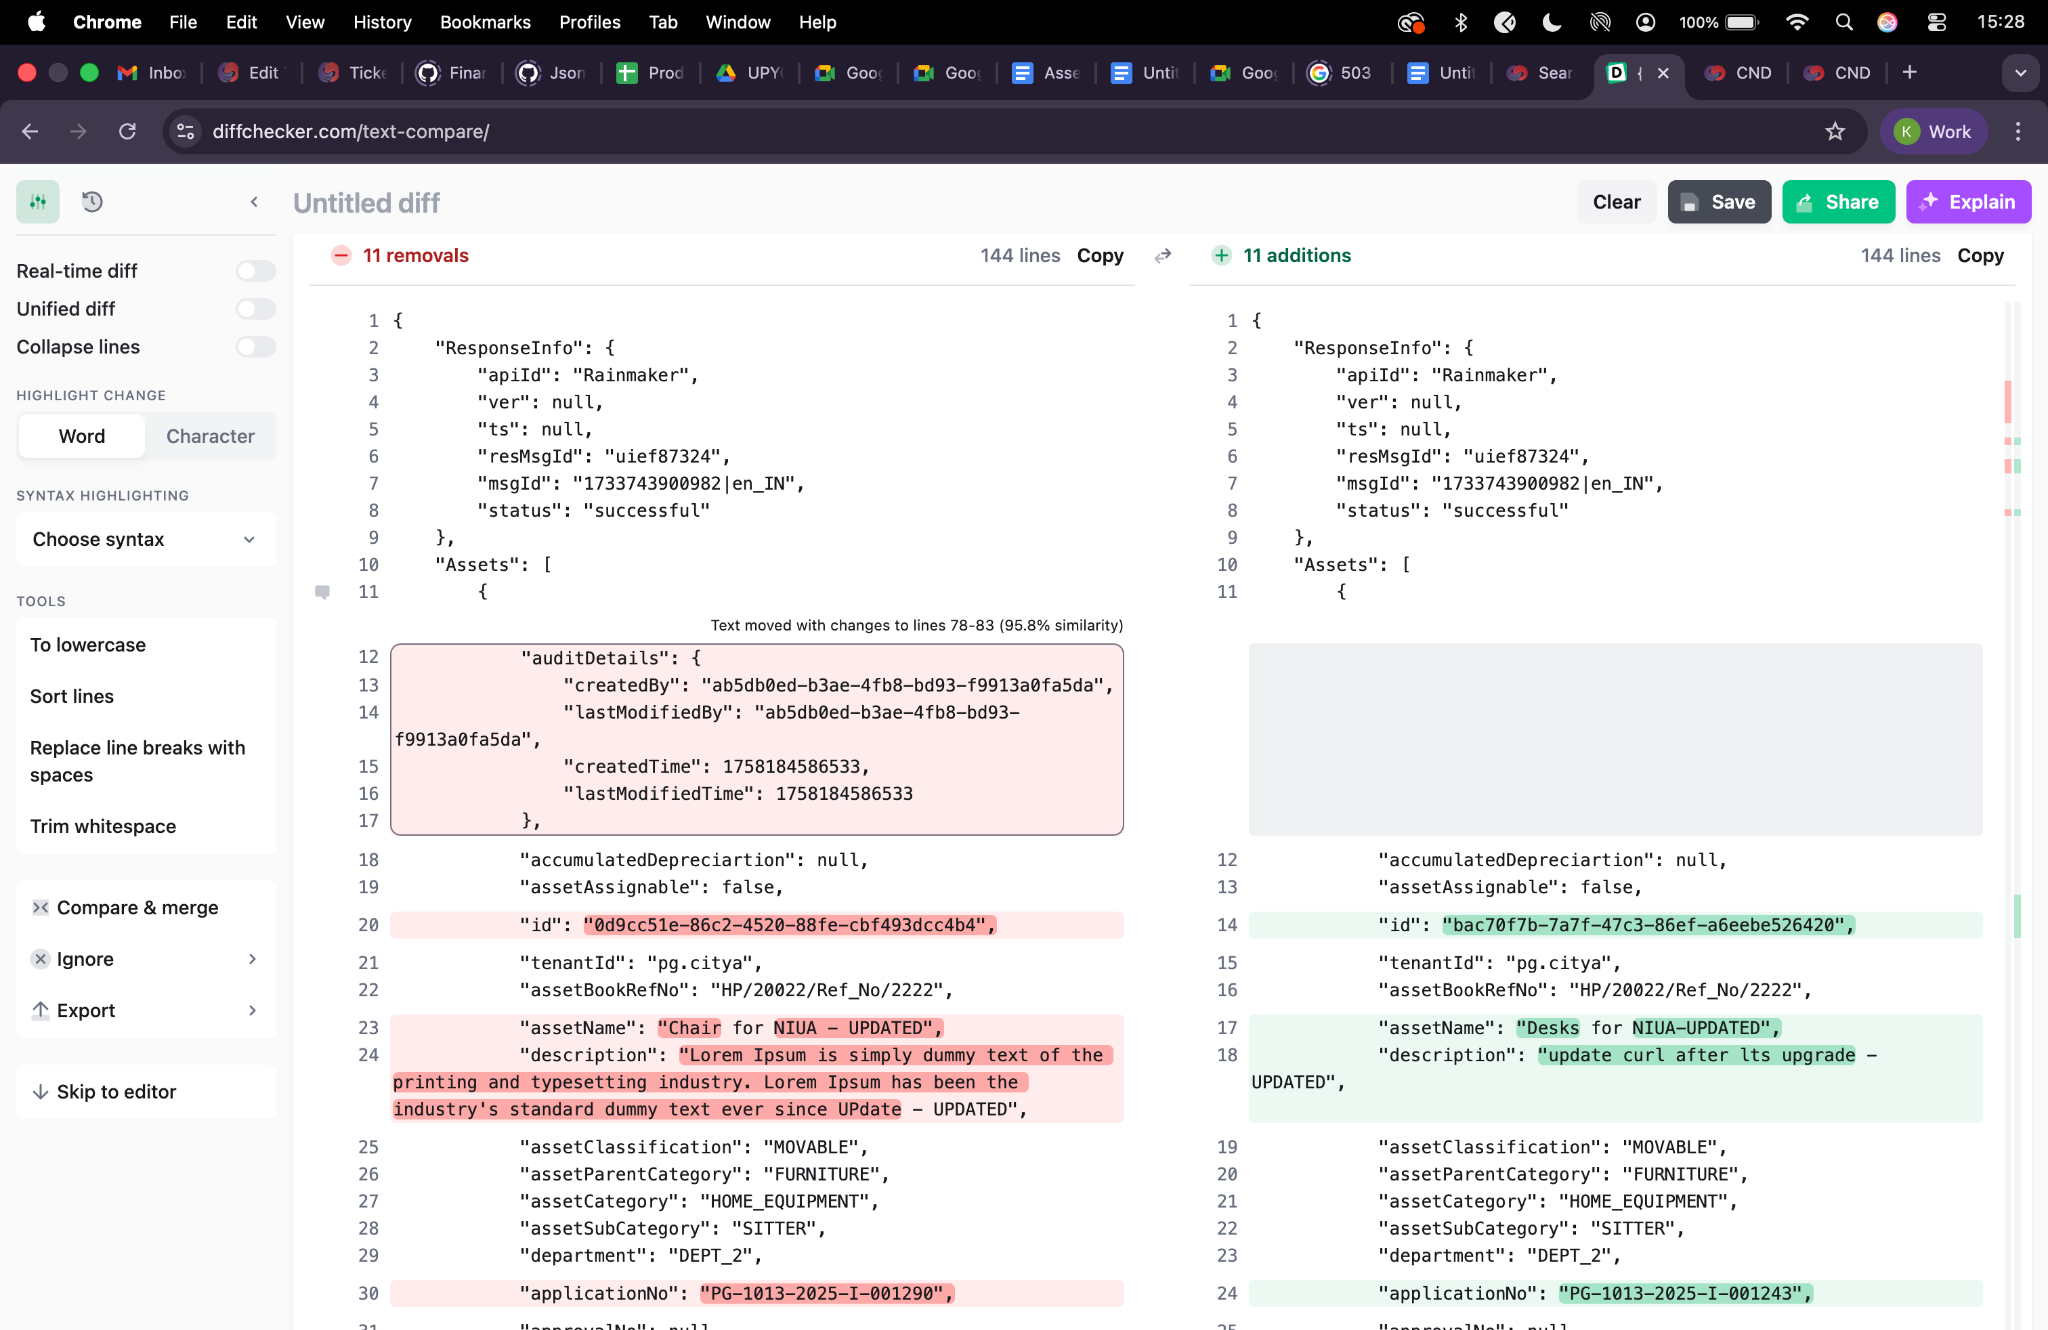 Chrome File Edit View History Bookmarks Profiles Tab Window Help 100% 15:28
Inbo Edit Ticke Finar Json Prod UPY Goog Goog Asse Untit Goog 503 Untit Sear { CND CND
diffchecker.com/text-compare/ K Work
Untitled diff Clear Save Share Explain
Real-time diff
Unified diff
Collapse lines
HIGHLIGHT CHANGE
Word Character
SYNTAX HIGHLIGHTING
Choose syntax
TOOLS
To lowercase
Sort lines
Replace line breaks with
spaces
Trim whitespace
Compare & merge
Ignore
Export
Skip to editor
11 removals 144 lines Copy
1 {
2 "ResponseInfo": {
3 "apiId": "Rainmaker",
4 "ver": null,
5 "ts": null,
6 "resMsgId": "uief87324",
7 "msgId": "1733743900982|en_IN",
8 "status": "successful"
9 },
10 "Assets": [
11 {
Text moved with changes to lines 78-83 (95.8% similarity)
12 "auditDetails": {
13 "createdBy": "ab5db0ed-b3ae-4fb8-bd93-f9913a0fa5da",
14 "lastModifiedBy": "ab5db0ed-b3ae-4fb8-bd93-
f9913a0fa5da",
15 "createdTime": 1758184586533,
16 "lastModifiedTime": 1758184586533
17 },
18 "accumulatedDepreciartion": null,
19 "assetAssignable": false,
20 "id": "0d9cc51e-86c2-4520-88fe-cbf493dcc4b4",
21 "tenantId": "pg.citya",
22 "assetBookRefNo": "HP/20022/Ref_No/2222",
23 "assetName": "Chair for NIUA - UPDATED",
24 "description": "Lorem Ipsum is simply dummy text of the
printing and typesetting industry. Lorem Ipsum has been the
industry's standard dummy text ever since UPdate - UPDATED",
25 "assetClassification": "MOVABLE",
26 "assetParentCategory": "FURNITURE",
27 "assetCategory": "HOME_EQUIPMENT",
28 "assetSubCategory": "SITTER",
29 "department": "DEPT_2",
30 "applicationNo": "PG-1013-2025-I-001290",
31 "approvalNo": null
11 additions 144 lines Copy
1 {
2 "ResponseInfo": {
3 "apiId": "Rainmaker",
4 "ver": null,
5 "ts": null,
6 "resMsgId": "uief87324",
7 "msgId": "1733743900982|en_IN",
8 "status": "successful"
9 },
10 "Assets": [
11 {
12 "accumulatedDepreciartion": null,
13 "assetAssignable": false,
14 "id": "bac70f7b-7a7f-47c3-86ef-a6eebe526420",
15 "tenantId": "pg.citya",
16 "assetBookRefNo": "HP/20022/Ref_No/2222",
17 "assetName": "Desks for NIUA-UPDATED",
18 "description": "update curl after lts upgrade -
UPDATED",
19 "assetClassification": "MOVABLE",
20 "assetParentCategory": "FURNITURE",
21 "assetCategory": "HOME_EQUIPMENT",
22 "assetSubCategory": "SITTER",
23 "department": "DEPT_2",
24 "applicationNo": "PG-1013-2025-I-001243",
25 "approvalNo": null